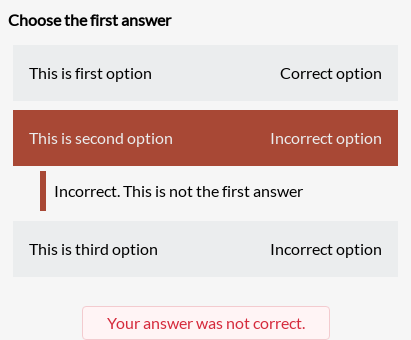 Choose the first answer
This is first option Correct option
This is second option Incorrect option
Incorrect. This is not the first answer
This is third option Incorrect option
Your answer was not correct.